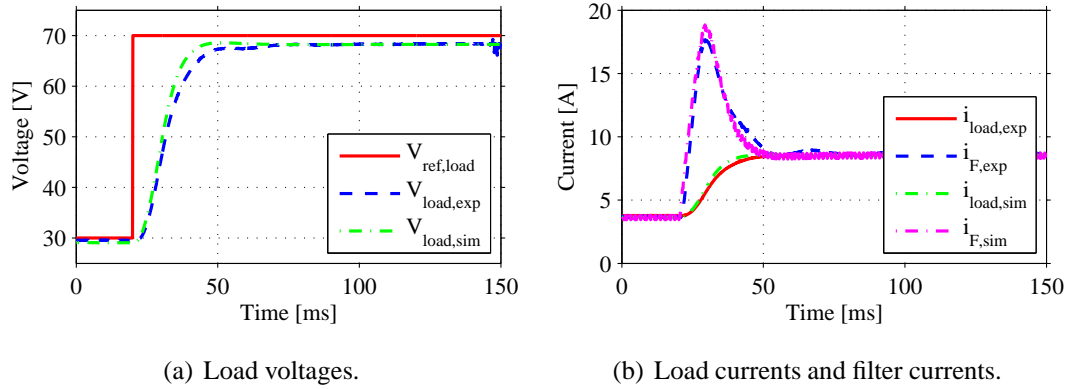 70
60
50
40
30
Voltage [V]
0
50
100
150
Time [ms]
V_ref,load
V_load,exp
V_load,sim
(a) Load voltages.
20
15
10
5
0
Current [A]
0
50
100
150
Time [ms]
i_load,exp
i_F,exp
i_load,sim
i_F,sim
(b) Load currents and filter currents.